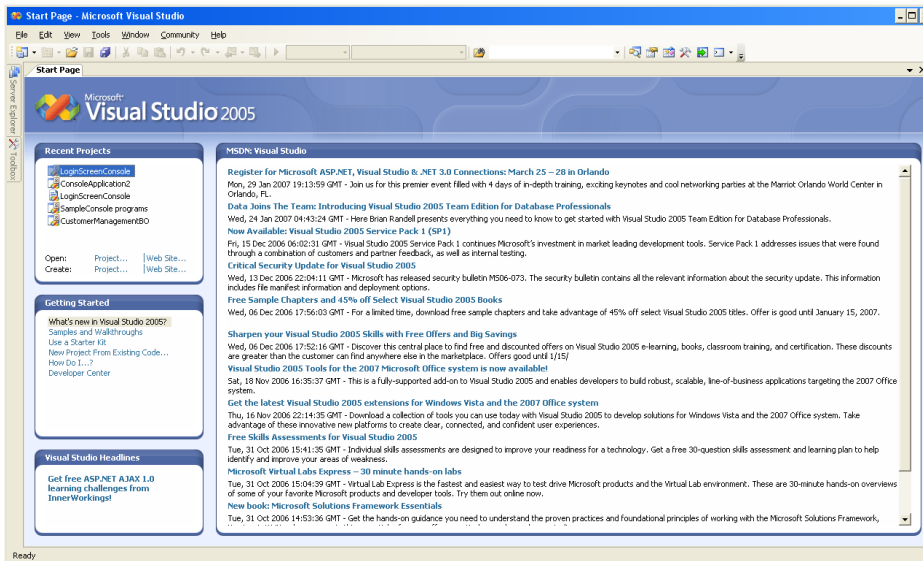 Start Page - Microsoft Visual Studio
File Edit View Tools Window Community Help
Server Explorer
Toolbox
Start Page
Microsoft
Visual Studio 2005
Recent Projects
LoginScreenConsole
ConsoleApplication2
LoginScreenConsole
SampleConsole programs
CustomerManagementBO
Open: Project... Web Site...
Create: Project... Web Site...
Getting Started
What's new in Visual Studio 2005?
Samples and Walkthroughs
Use a Starter Kit
New Project From Existing Code...
How Do I...?
Developer Center
Visual Studio Headlines
Get free ASP.NET AJAX 1.0
learning challenges from
InnerWorkings!
MSDN: Visual Studio
Register for Microsoft ASP.NET, Visual Studio & .NET 3.0 Connections: March 25 – 28 in Orlando
Mon, 29 Jan 2007 19:13:59 GMT - Join us for this premier event filled with 4 days of in-depth training, exciting keynotes and cool networking parties at the Marriot Orlando World Center in
Orlando, FL.
Data Joins The Team: Introducing Visual Studio 2005 Team Edition for Database Professionals
Wed, 24 Jan 2007 04:43:24 GMT - Here Brian Randell presents everything you need to know to get started with Visual Studio 2005 Team Edition for Database Professionals.
Now Available: Visual Studio 2005 Service Pack 1 (SP1)
Fri, 15 Dec 2006 06:02:31 GMT - Visual Studio 2005 Service Pack 1 continues Microsoft's investment in market leading development tools. Service Pack 1 addresses issues that were found
through a combination of customers and partner feedback, as well as internal testing.
Critical Security Update for Visual Studio 2005
Wed, 13 Dec 2006 22:04:11 GMT - Microsoft has released security bulletin MS06-073. The security bulletin contains all the relevant information about the security update. This information
includes file manifest information and deployment options.
Free Sample Chapters and 45% off Select Visual Studio 2005 Books
Wed, 06 Dec 2006 17:56:03 GMT - For a limited time, download free sample chapters and take advantage of 45% off select Visual Studio 2005 titles. Offer is good until January 15, 2007.
Sharpen your Visual Studio 2005 Skills with Free Offers and Big Savings
Wed, 06 Dec 2006 17:52:16 GMT - Discover this central place to find free and discounted offers on Visual Studio 2005 e-learning, books, classroom training, and certification. These discounts
are greater than the customer can find anywhere else in the marketplace. Offers good until 1/15/
Visual Studio 2005 Tools for the 2007 Microsoft Office system is now available!
Sat, 18 Nov 2006 16:35:37 GMT - This is a fully-supported add-on to Visual Studio 2005 and enables developers to build robust, scalable, line-of-business applications targeting the 2007 Office
system.
Get the latest Visual Studio 2005 extensions for Windows Vista and the 2007 Office system
Thu, 16 Nov 2006 22:14:35 GMT - Download a collection of tools you can use today with Visual Studio 2005 to develop solutions for Windows Vista and the 2007 Office system. Take
advantage of these innovative new platforms to create clear, connected, and confident user experiences.
Free Skills Assessments for Visual Studio 2005
Tue, 31 Oct 2006 15:41:35 GMT - Individual skills assessments are designed to improve your readiness for a technology. Get a free 30-question skills assessment and learning plan to help
identify and improve your areas of weakness.
Microsoft Virtual Labs Express – 30 minute hands-on labs
Tue, 31 Oct 2006 15:04:39 GMT - Virtual Lab Express is the fastest and easiest way to test drive Microsoft products and the Virtual Lab environment. These are 30-minute hands-on overviews
of some of your favorite Microsoft products and developer tools. Try them out online now.
New book: Microsoft Solutions Framework Essentials
Tue, 31 Oct 2006 14:53:36 GMT - Get the hands-on guidance you need to understand the proven practices and foundational principles of working with the Microsoft Solutions Framework,
Ready